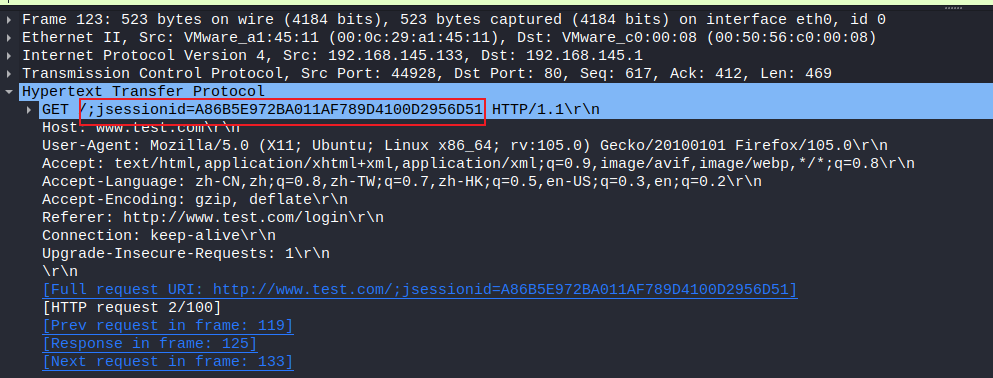 Frame 123: 523 bytes on wire (4184 bits), 523 bytes captured (4184 bits) on interface eth0, id 0
Ethernet II, Src: VMware_a1:45:11 (00:0c:29:a1:45:11), Dst: VMware_c0:00:08 (00:50:56:c0:00:08)
Internet Protocol Version 4, Src: 192.168.145.133, Dst: 192.168.145.1
Transmission Control Protocol, Src Port: 44928, Dst Port: 80, Seq: 617, Ack: 412, Len: 469
Hypertext Transfer Protocol
GET /;jsessionid=A86B5E972BA011AF789D4100D2956D51 HTTP/1.1\r\n
Host: www.test.com\r\n
User-Agent: Mozilla/5.0 (X11; Ubuntu; Linux x86_64; rv:105.0) Gecko/20100101 Firefox/105.0\r\n
Accept: text/html,application/xhtml+xml,application/xml;q=0.9,image/avif,image/webp,*/*;q=0.8\r\n
Accept-Language: zh-CN,zh;q=0.8,zh-TW;q=0.7,zh-HK;q=0.5,en-US;q=0.3,en;q=0.2\r\n
Accept-Encoding: gzip, deflate\r\n
Referer: http://www.test.com/login\r\n
Connection: keep-alive\r\n
Upgrade-Insecure-Requests: 1\r\n
\r\n
[Full request URI: http://www.test.com/;jsessionid=A86B5E972BA011AF789D4100D2956D51]
[HTTP request 2/100]
[Prev request in frame: 119]
[Response in frame: 125]
[Next request in frame: 133]